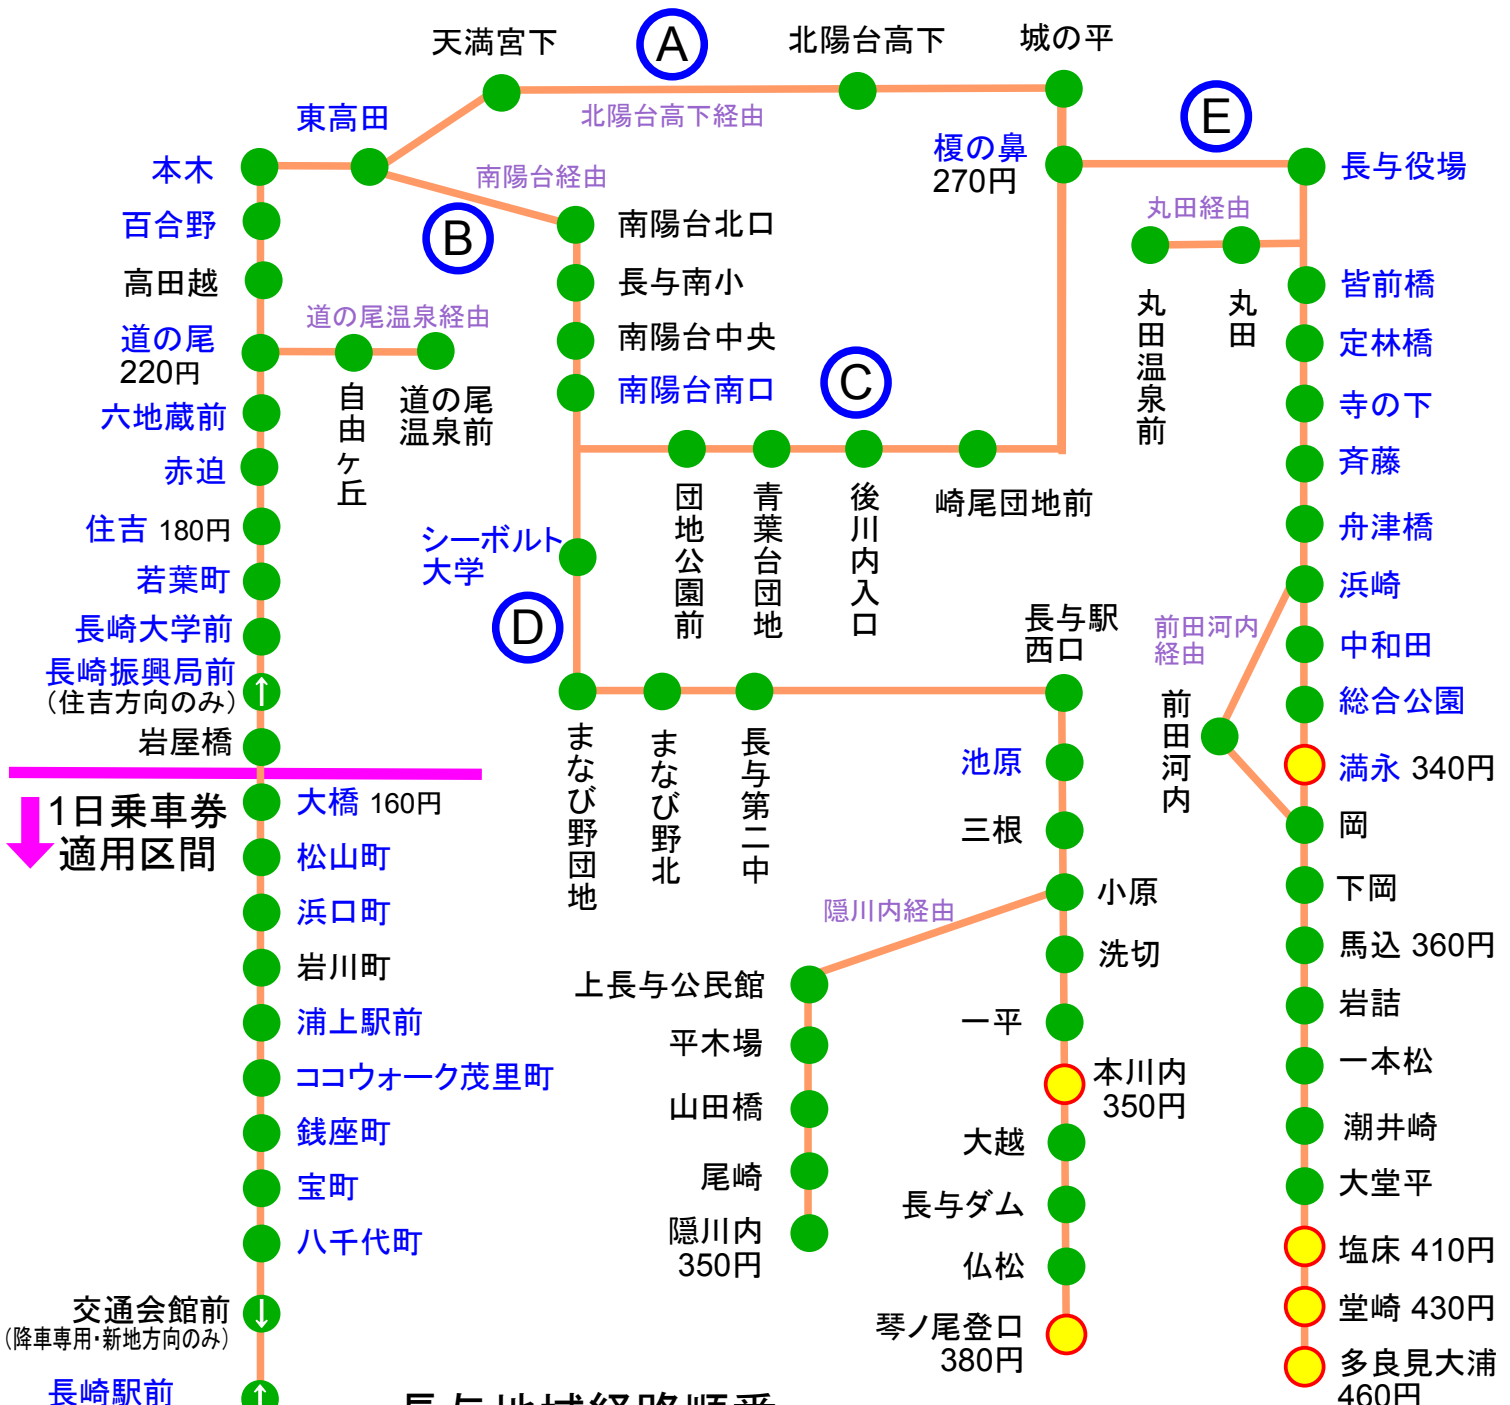 天満宮下
A
北陽台高下
城の平
北陽台高下経由
東高田
E
本木
南陽台経由
榎の鼻
270円
長与役場
丸田経由
百合野
B
南陽台北口
高田越
長与南小
丸田温泉前
丸田
皆前橋
道の尾温泉経由
道の尾
220円
南陽台中央
定林橋
自由ケ丘
道の尾
温泉前
南陽台南口
C
六地蔵前
寺の下
赤迫
斉藤
団地公園前
青葉台団地
後川内入口
崎尾団地前
住吉 180円
シーボルト
大学
舟津橋
若葉町
浜崎
D
長崎大学前
長与駅
西口
前田河内
経由
中和田
長崎振興局前
(住吉方向のみ)
↑
前田河内
総合公園
岩屋橋
まなび野団地
まなび野北
長与第二中
池原
満永 340円
1日乗車券
適用区間
大橋 160円
三根
岡
松山町
下岡
浜口町
隠川内経由
小原
岩川町
洗切
馬込 360円
上長与公民館
浦上駅前
一平
岩詰
平木場
ココウォーク茂里町
本川内
350円
一本松
山田橋
銭座町
大越
潮井崎
宝町
尾崎
長与ダム
大堂平
八千代町
隠川内
350円
仏松
塩床 410円
交通会館前
(降車専用・新地方向のみ)
↓
琴ノ尾登口
380円
堂崎 430円
長崎駅前
↑
多良見大浦
460円
長与地域経路順番